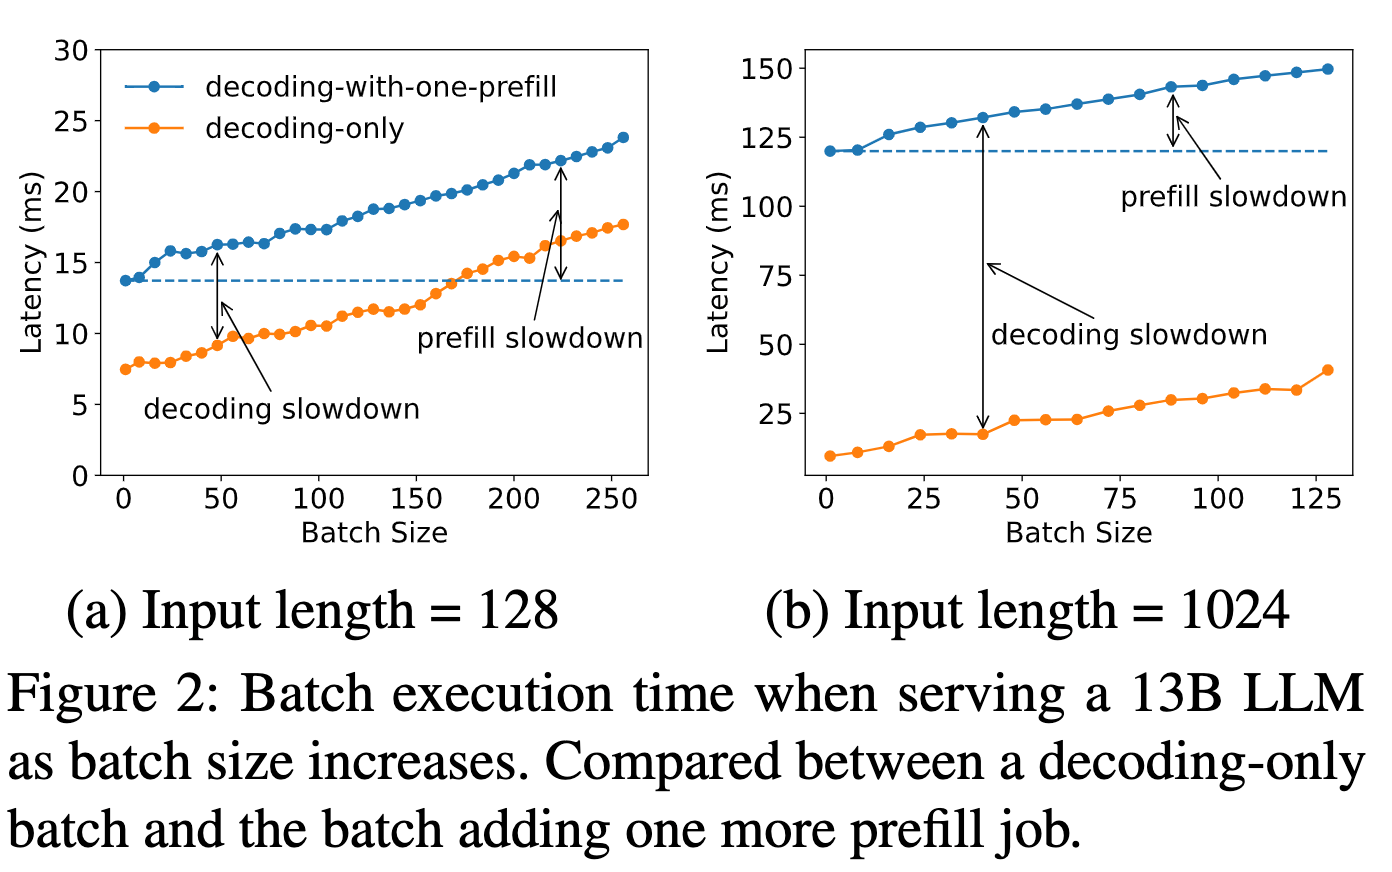 30
25
20
15
10
5
0
Latency (ms)
decoding-with-one-prefill
decoding-only
prefill slowdown
decoding slowdown
0 50 100 150 200 250
Batch Size
(a) Input length = 128
150
125
100
75
50
25
Latency (ms)
prefill slowdown
decoding slowdown
0 25 50 75 100 125
Batch Size
(b) Input length = 1024
Figure 2: Batch execution time when serving a 13B LLM
as batch size increases. Compared between a decoding-only
batch and the batch adding one more prefill job.